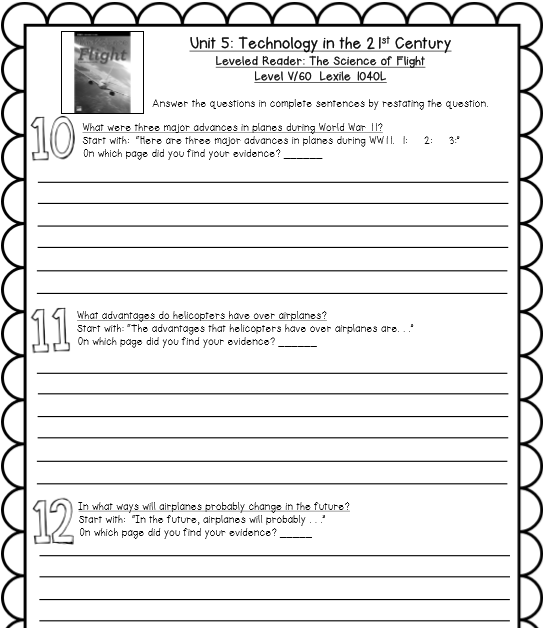 Flight
Unit 5: Technology in the 21st Century
Leveled Reader: The Science of Flight
Level V/60 Lexile 1040L
Answer the questions in complete sentences by restating the question.
10
What were three major advances in planes during World War II?
Start with: "Here are three major advances in planes during WWII. 1: 2: 3:".
On which page did you find your evidence? ______
11
What advantages do helicopters have over airplanes?
Start with: "The advantages that helicopters have over airplanes are. . ."
On which page did you find your evidence? ______
12
In what ways will airplanes probably change in the future?
Start with: "In the future, airplanes will probably . . ."
On which page did you find your evidence? _____